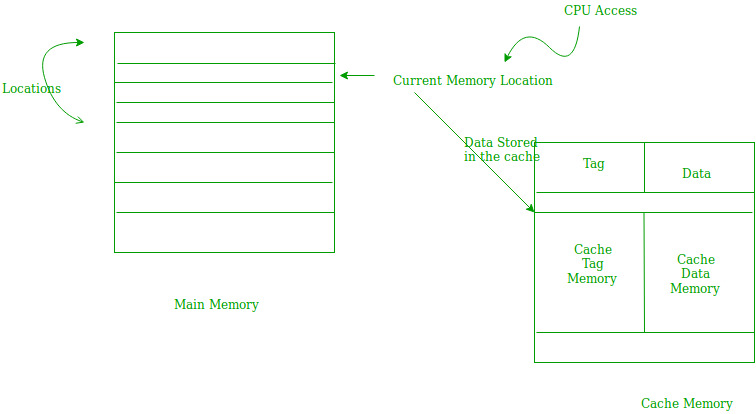 CPU Access
Locations
Current Memory Location
Data Stored
in the cache
Tag
Data
Cache
Tag
Memory
Cache
Data
Memory
Main Memory
Cache Memory